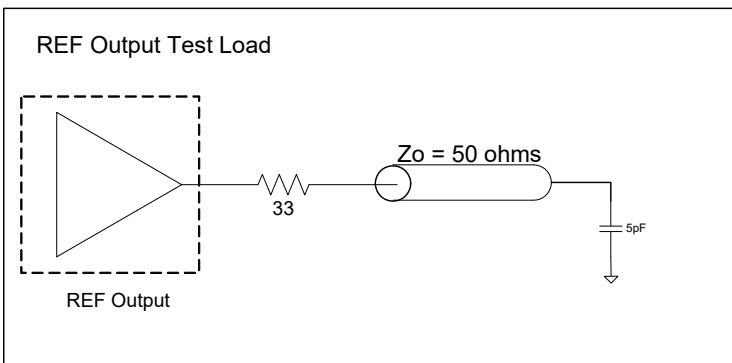 REF Output Test Load
Zo = 50 ohms
33
5pF
REF Output